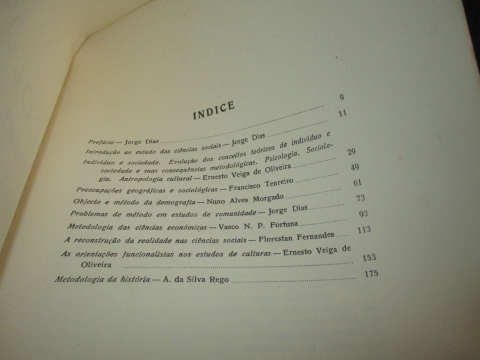 INDICE
Prefácio — Jorge Dias 9
Introdução ao estudo das ciências sociais — Jorge Dias 11
Indivíduo e sociedade. Evolução dos conceitos teóricos de indivíduo e
sociedade e suas consequências metodológicas. Psicologia. Sociolo-
gia. Antropologia cultural — Ernesto Veiga de Oliveira 29
Preocupações geográficas e sociológicas — Francisco Tenreiro 49
Objecto e método da demografia — Nuno Alves Morgado 61
Problemas de método em estudos de comunidade — Jorge Dias 73
Metodologia das ciências económicas — Vasco N. P. Fortuna 93
A reconstrução da realidade nas ciências sociais — Florestan Fernandes 113
As orientações funcionalistas nos estudos de culturas — Ernesto Veiga de
Oliveira 153
Metodologia da história — A. da Silva Rego 175